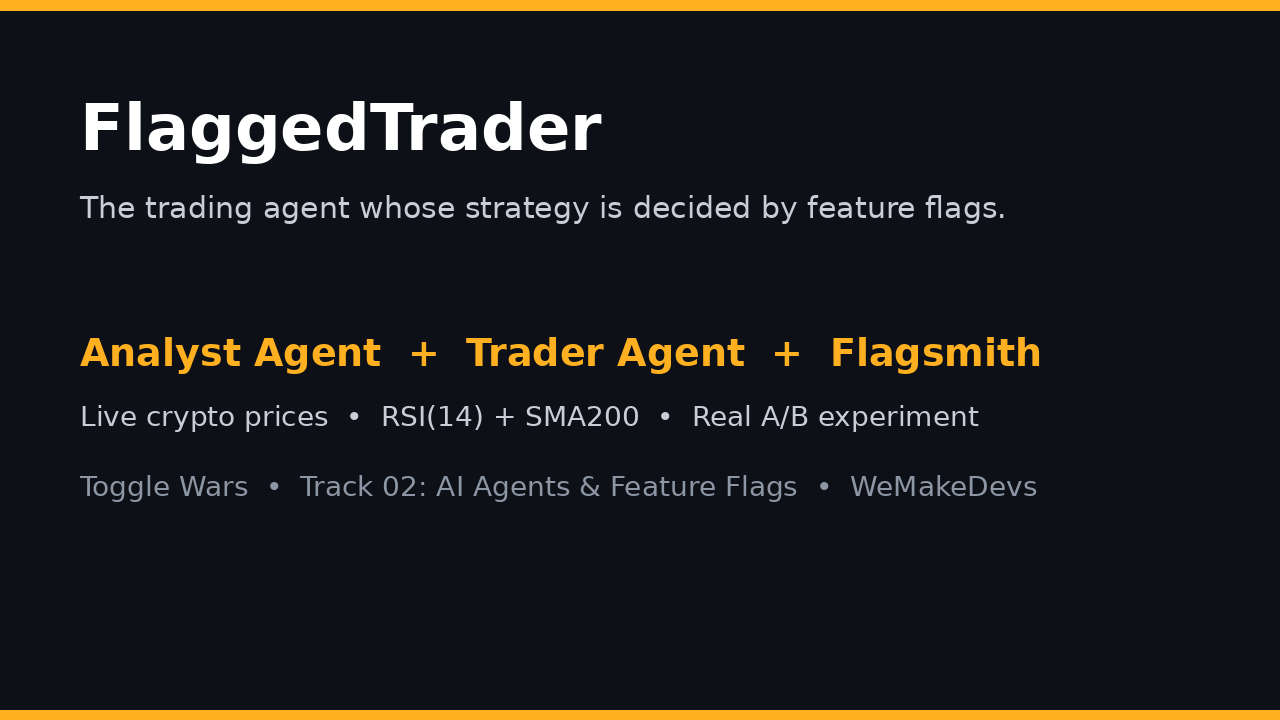 FlaggedTrader
The trading agent whose strategy is decided by feature flags.
Analyst Agent + Trader Agent + Flagsmith
Live crypto prices • RSI(14) + SMA200 • Real A/B experiment
Toggle Wars • Track 02: AI Agents & Feature Flags • WeMakeDevs